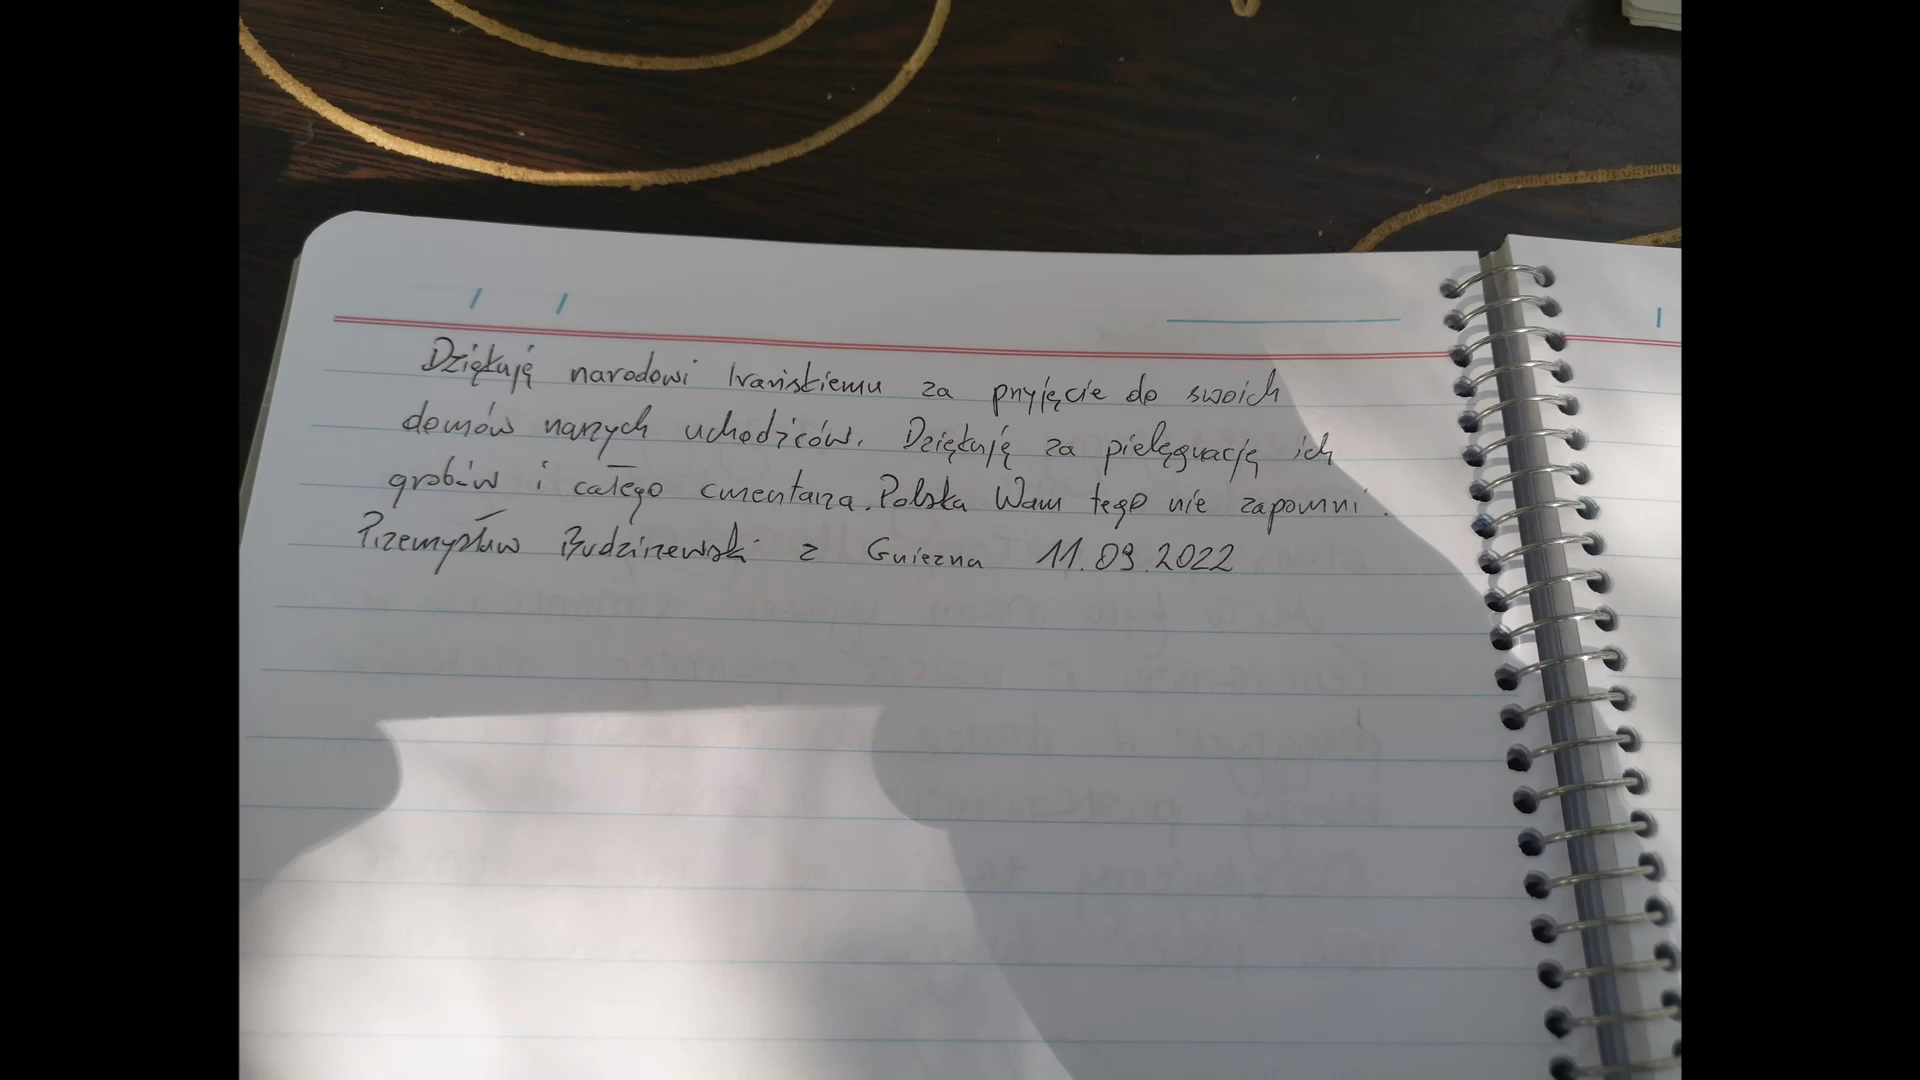 Dziękuję narodowi Irańskiemu za przyjęcie do swoich
domów naszych uchodźców. Dziękuję za pielęgnację ich
grobów i całego cmentarza. Polska Wam tego nie zapomni.
Przemysław Budziszewski z Gniezna 11.09.2022